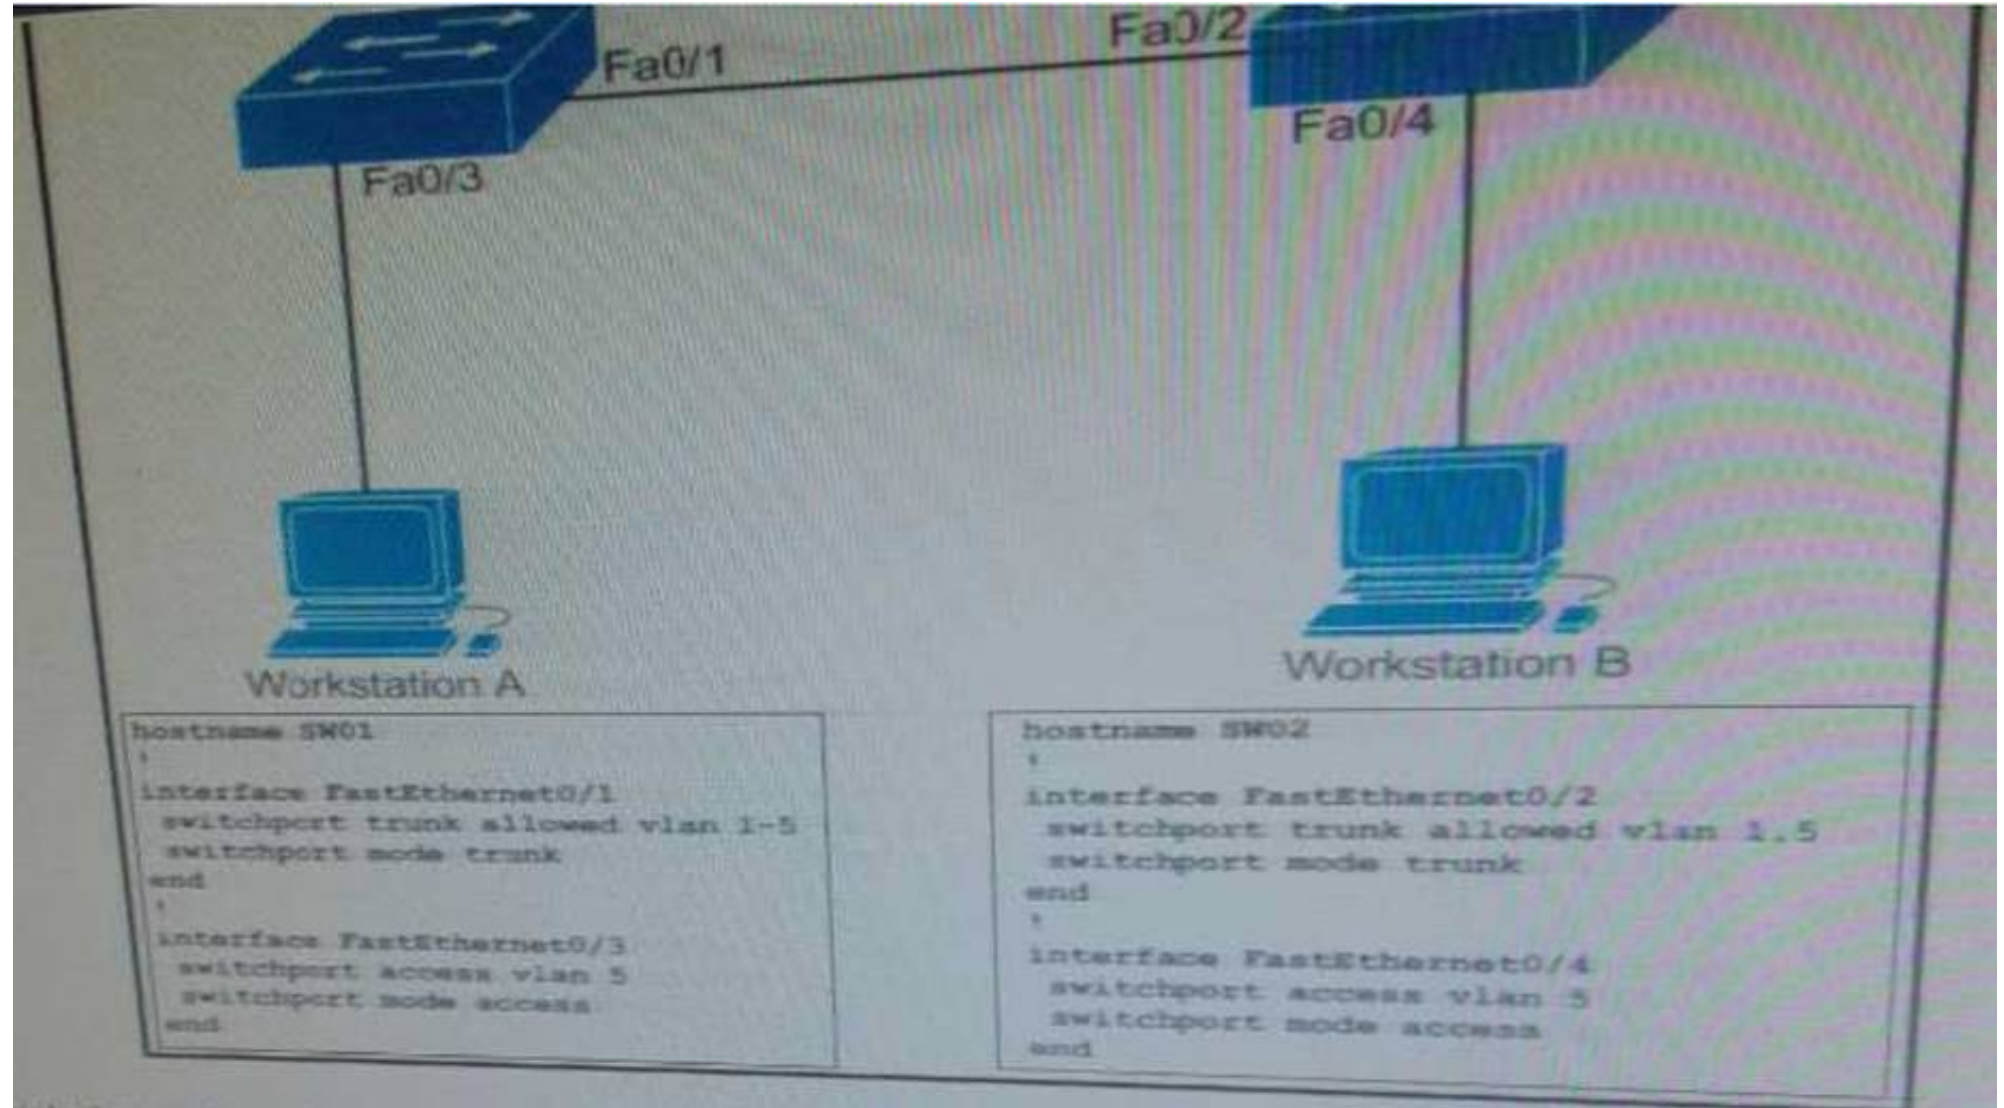 Fa0/1
Fa0/2
Fa0/3
Fa0/4
Workstation A
Workstation B
hostname SW01
!
interface FastEthernet0/1
switchport trunk allowed vlan 1-5
switchport mode trunk
end
!
interface FastEthernet0/3
switchport access vlan 5
switchport mode access
end
hostname SW02
!
interface FastEthernet0/2
switchport trunk allowed vlan 1.5
switchport mode trunk
end
!
interface FastEthernet0/4
switchport access vlan 5
switchport mode access
end